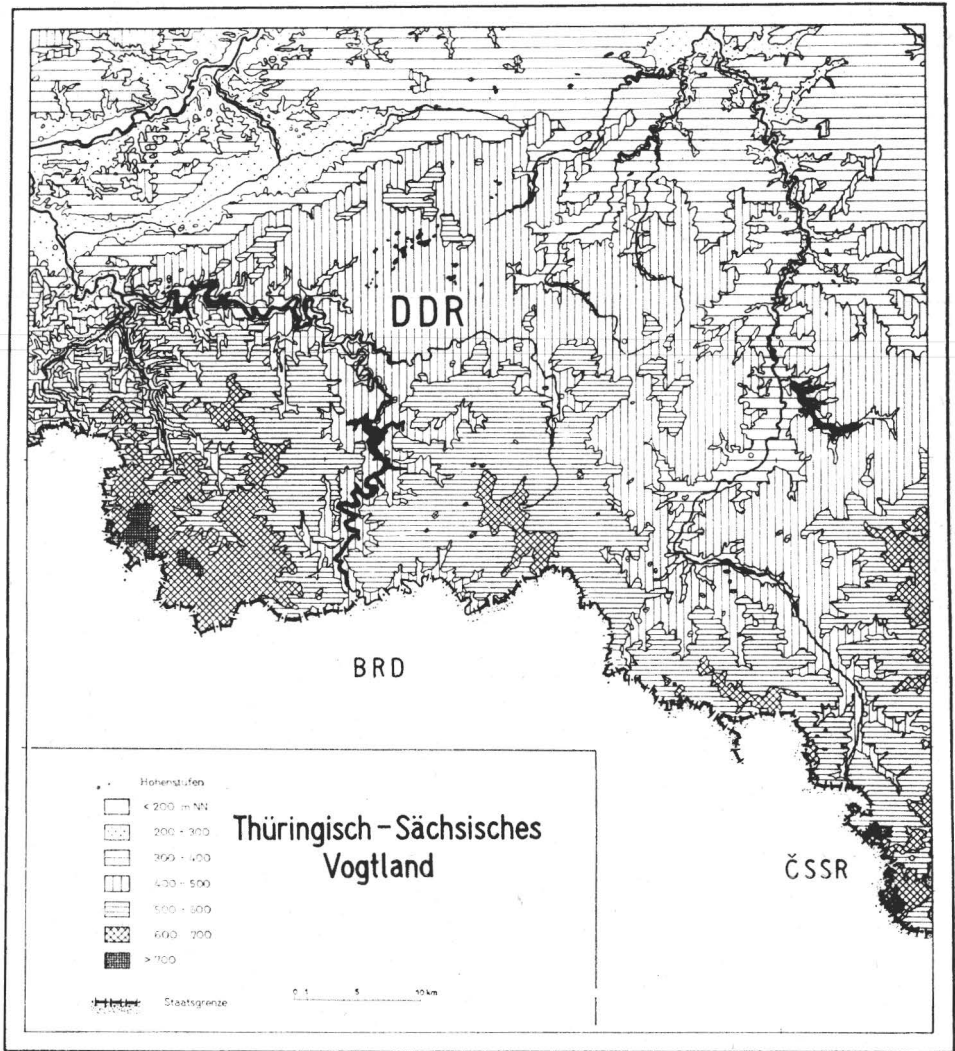 DDR
BRD
ČSSR
Höhenstufen
< 200 m NN
200 - 300
300 - 400
400 - 500
500 - 600
600 - 700
> 700
Staatsgrenze
Thüringisch - Sächsisches
Vogtland
0 1 5 10 km